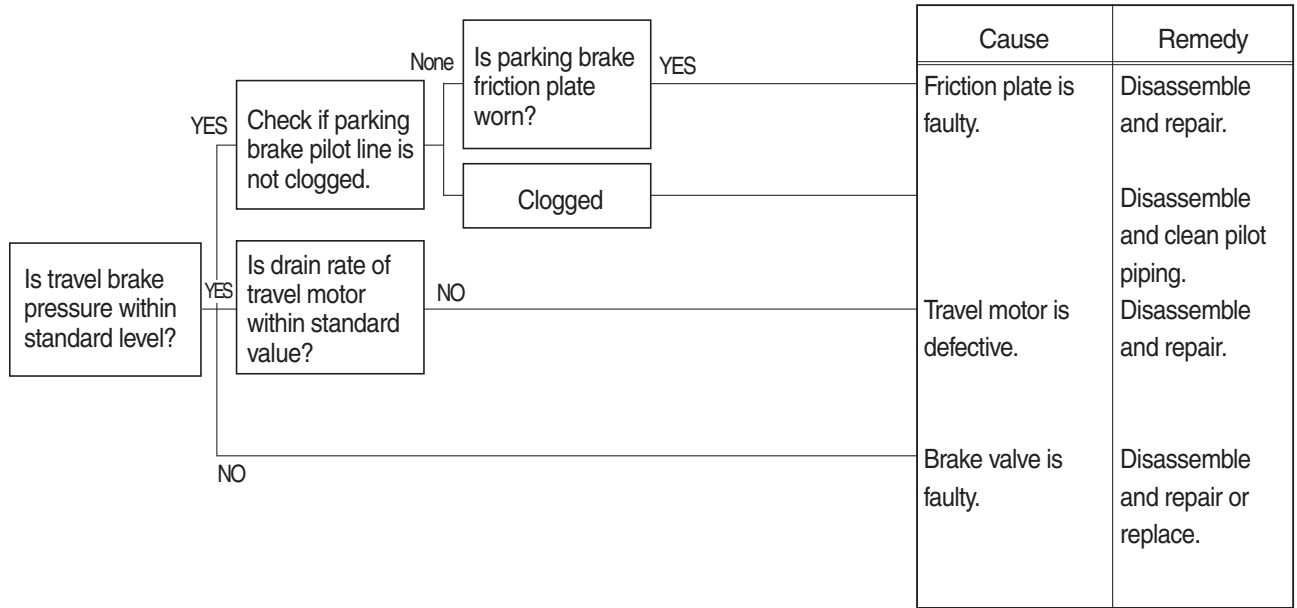 Cause
Remedy
None
Is parking brake
friction plate
worn?
YES
Friction plate is
faulty.
Disassemble
and repair.
YES
Check if parking
brake pilot line is
not clogged.
Clogged
Disassemble
and clean pilot
piping.
Is travel brake
pressure within
standard level?
YES
Is drain rate of
travel motor
within standard
value?
NO
Travel motor is
defective.
Disassemble
and repair.
NO
Brake valve is
faulty.
Disassemble
and repair or
replace.